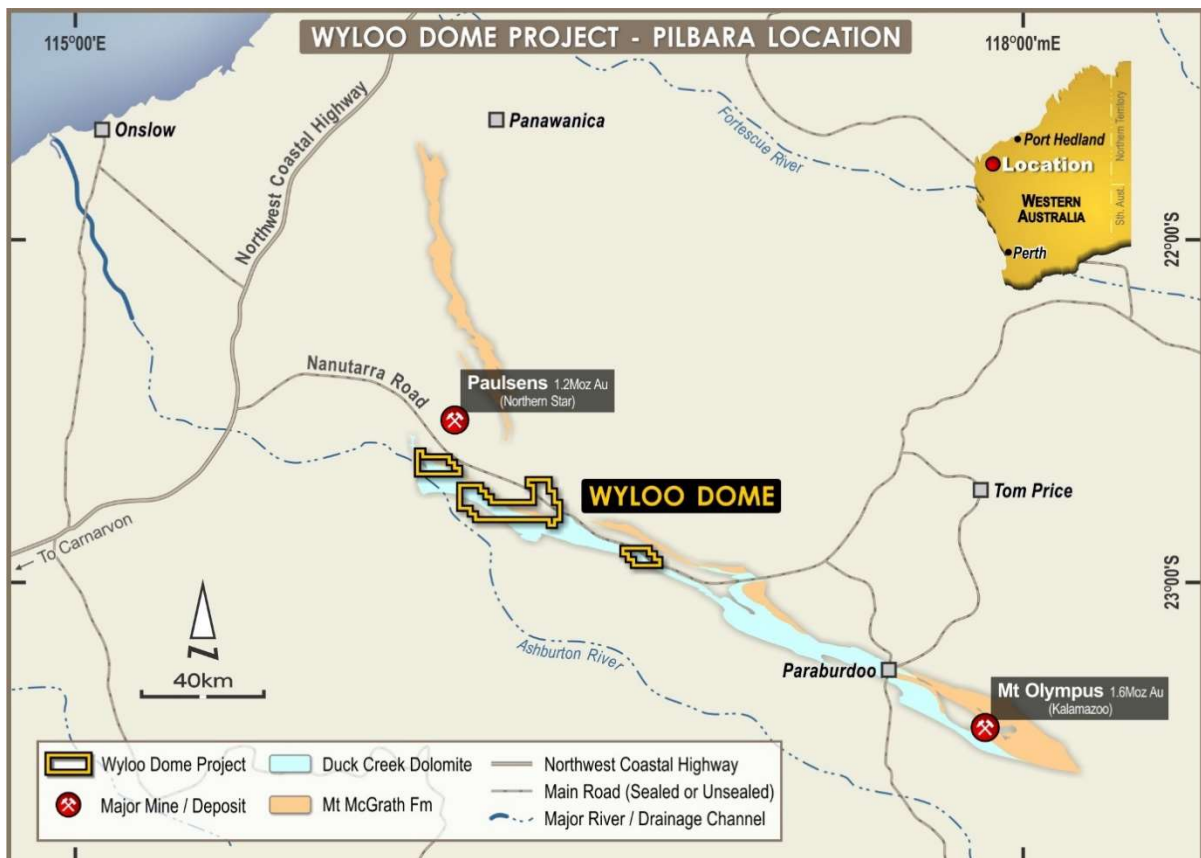 WYLOO DOME PROJECT - PILBARA LOCATION
115°00'E
118°00'mE
Onslow
Northwest Coastal Highway
Panawanica
Fortescue River
Port Hedland
Location
WESTERN
AUSTRALIA
Perth
Northern Territory
Sth. Aust.
22°00'S
Nanutarra Road
Paulsens 1.2Moz Au
(Northern Star)
WYLOO DOME
Tom Price
To Carnarvon
23°00'S
N
40km
Ashburton River
Paraburdoo
Mt Olympus 1.6Moz Au
(Kalamazoo)
Wyloo Dome Project
Duck Creek Dolomite
Northwest Coastal Highway
Major Mine / Deposit
Mt McGrath Fm
Main Road (Sealed or Unsealed)
Major River / Drainage Channel